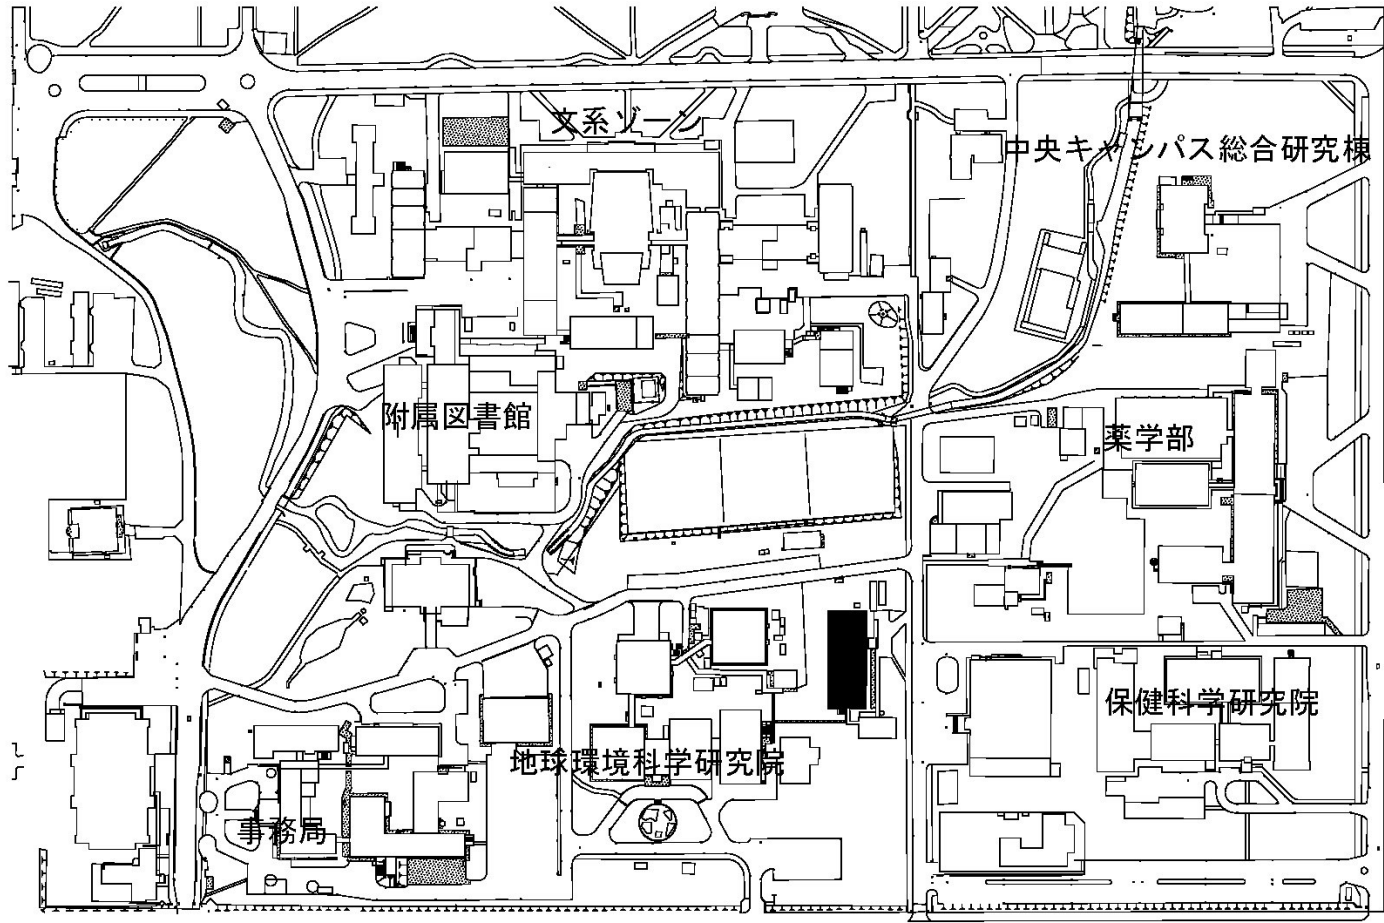 文系ゾーン
中央キャンパス総合研究棟
附属図書館
薬学部
保健科学研究院
地球環境科学研究院
事務局